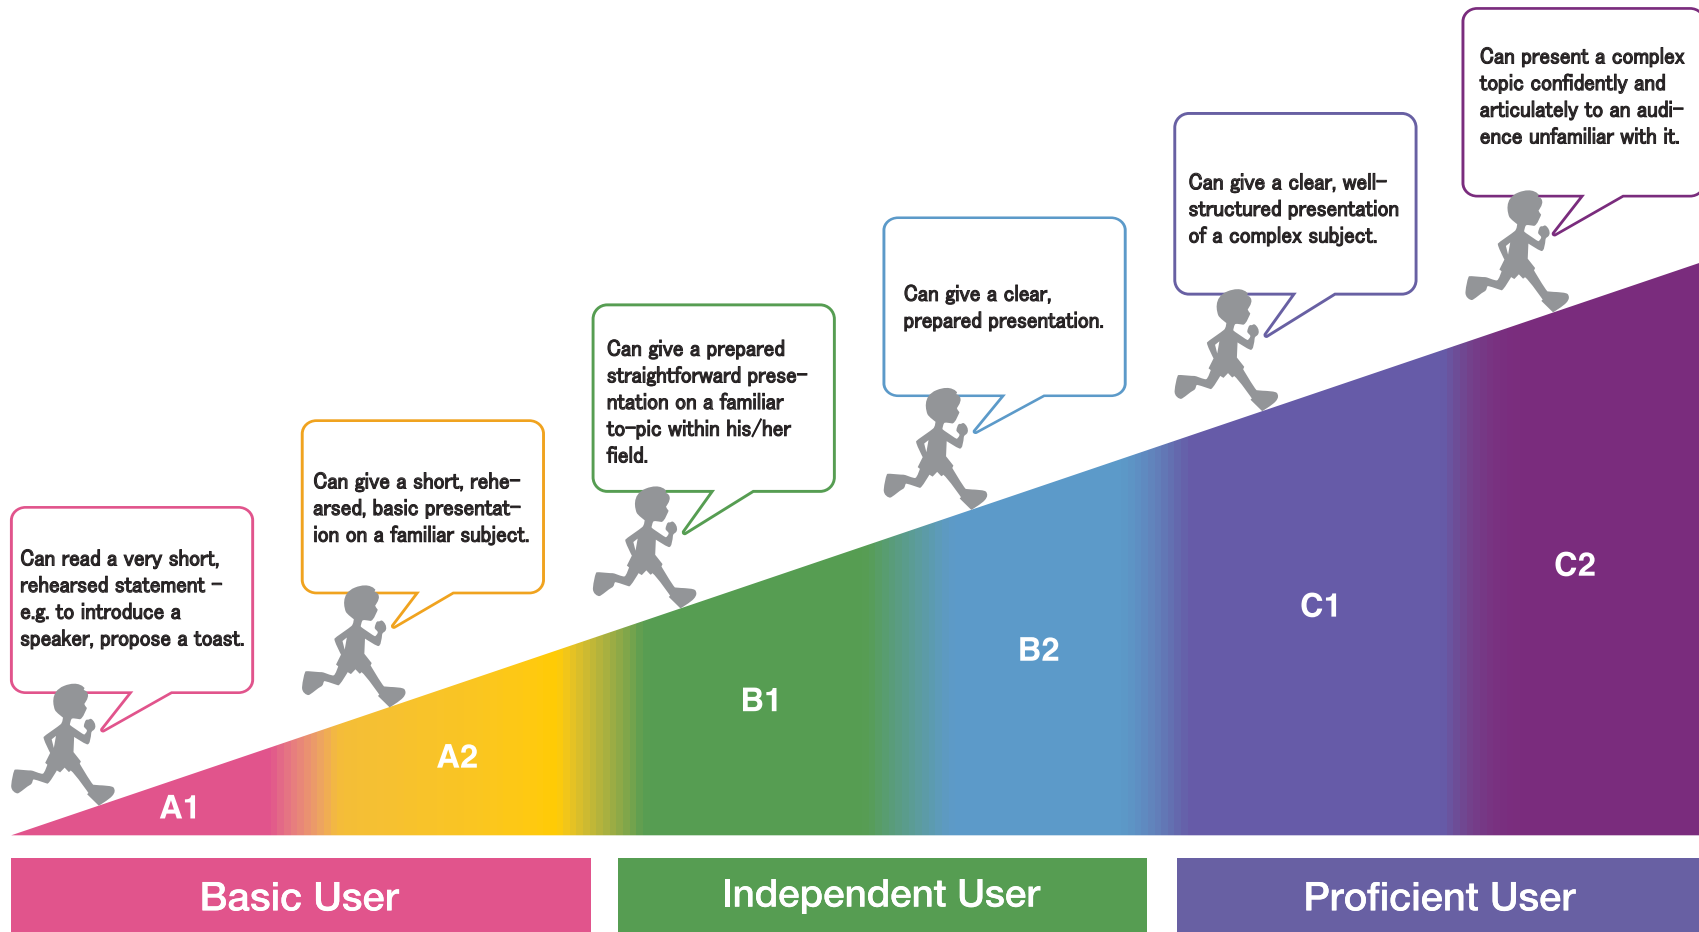 Can read a very short,
rehearsed statement –
e.g. to introduce a
speaker, propose a toast.
Can give a short, rehe-
arsed, basic presentat-
ion on a familiar subject.
Can give a prepared
straightforward prese-
ntation on a familiar
to-pic within his/her
field.
Can give a clear,
prepared presentation.
Can give a clear, well-
structured presentation
of a complex subject.
Can present a complex
topic confidently and
articulately to an audi-
ence unfamiliar with it.
A1
A2
B1
B2
C1
C2
Basic User
Independent User
Proficient User